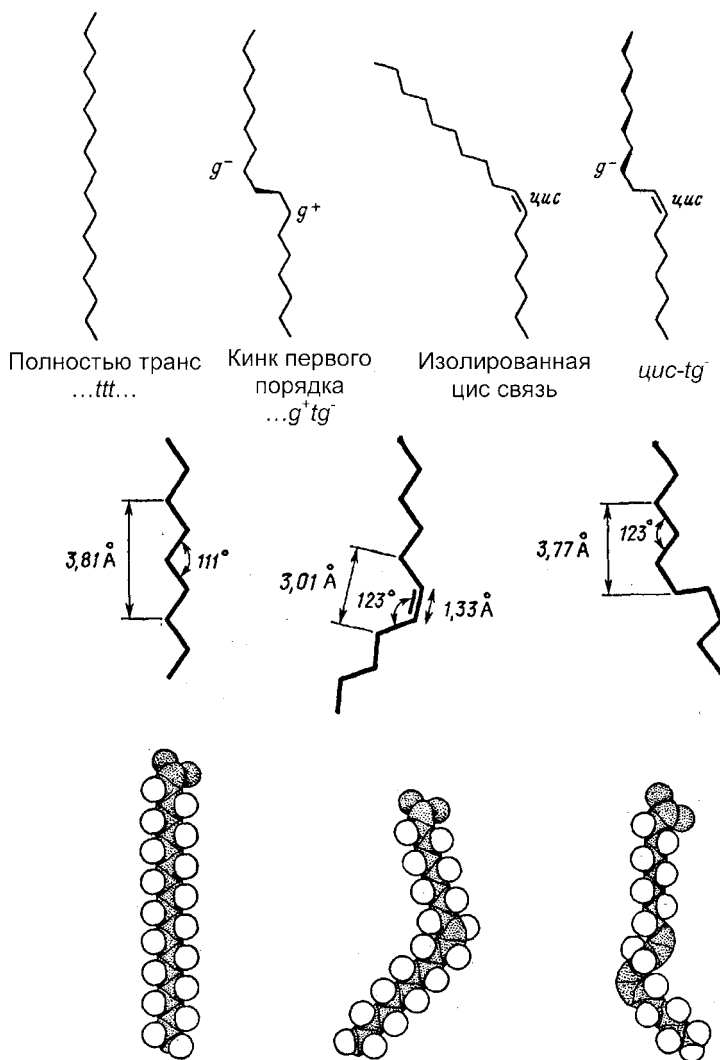 g⁻
g⁺
цис
g⁻
цис
Полностью транс
...ttt...
Кинк первого
порядка
...g⁺tg⁻
Изолированная
цис связь
цис-tg⁻
3,81 Å
111°
3,01 Å
123°
1,33 Å
3,77 Å
123°